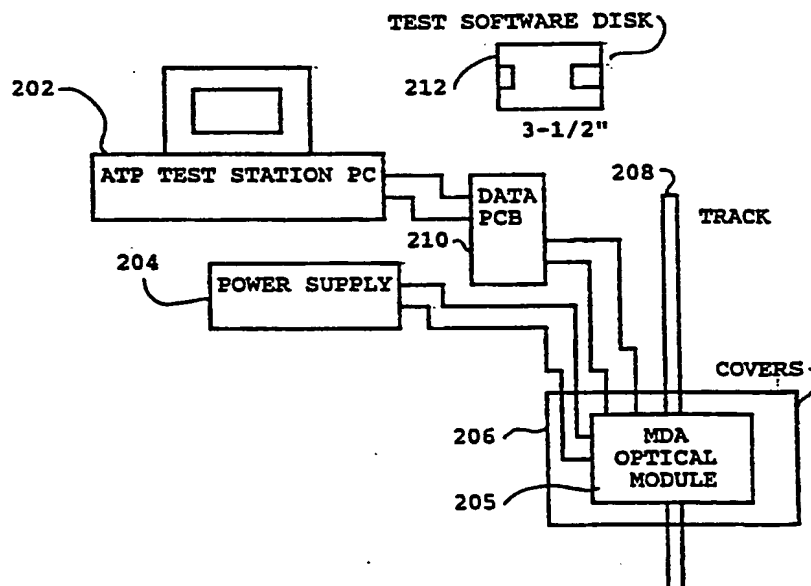 TEST SOFTWARE DISK
212
3-1/2"
202
ATP TEST STATION PC
DATA
PCB
210
208
TRACK
204
POWER SUPPLY
COVERS
206
MDA
OPTICAL
MODULE
205